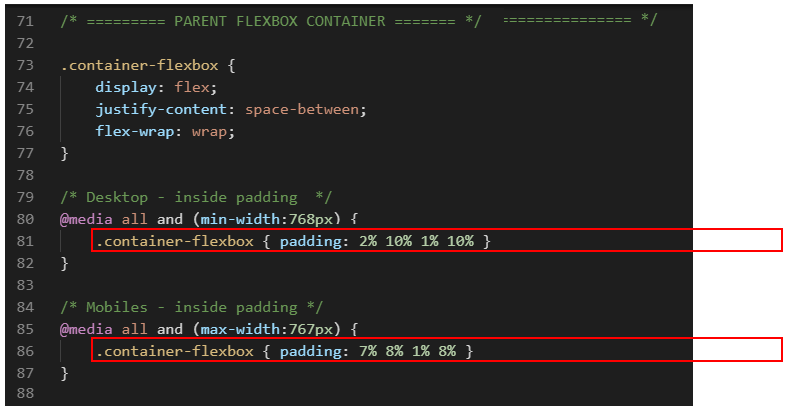 71 /* ========= PARENT FLEXBOX CONTAINER ======= */ =============== */
72
73 .container-flexbox {
74 display: flex;
75 justify-content: space-between;
76 flex-wrap: wrap;
77 }
78
79 /* Desktop - inside padding  */
80 @media all and (min-width:768px) {
81 .container-flexbox { padding: 2% 10% 1% 10% }
82 }
83
84 /* Mobiles - inside padding */
85 @media all and (max-width:767px) {
86 .container-flexbox { padding: 7% 8% 1% 8% }
87 }
88